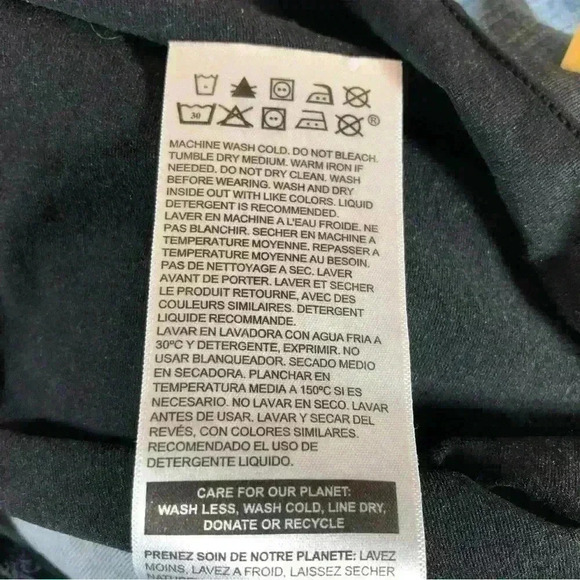 30
®
MACHINE WASH COLD. DO NOT BLEACH.
TUMBLE DRY MEDIUM. WARM IRON IF
NEEDED. DO NOT DRY CLEAN. WASH
BEFORE WEARING. WASH AND DRY
INSIDE OUT WITH LIKE COLORS. LIQUID
DETERGENT IS RECOMMENDED.
LAVER EN MACHINE A L'EAU FROIDE. NE
PAS BLANCHIR. SECHER EN MACHINE A
TEMPERATURE MOYENNE. REPASSER A
TEMPERATURE MOYENNE AU BESOIN.
PAS DE NETTOYAGE A SEC. LAVER
AVANT DE PORTER. LAVER ET SECHER
LE PRODUIT RETOURNE, AVEC DES
COULEURS SIMILAIRES. DETERGENT
LIQUIDE RECOMMANDE.
LAVAR EN LAVADORA CON AGUA FRIA A
30ºC Y DETERGENTE, EXPRIMIR. NO
USAR BLANQUEADOR. SECADO MEDIO
EN SECADORA. PLANCHAR EN
TEMPERATURA MEDIA A 150ºC SI ES
NECESARIO. NO LAVAR EN SECO. LAVAR
ANTES DE USAR. LAVAR Y SECAR DEL
REVÉS, CON COLORES SIMILARES.
RECOMENDADO EL USO DE
DETERGENTE LIQUIDO.
CARE FOR OUR PLANET:
WASH LESS, WASH COLD, LINE DRY,
DONATE OR RECYCLE
PRENEZ SOIN DE NOTRE PLANETE: LAVEZ
MOINS, LAVEZ A FROID, LAISSEZ SECHER